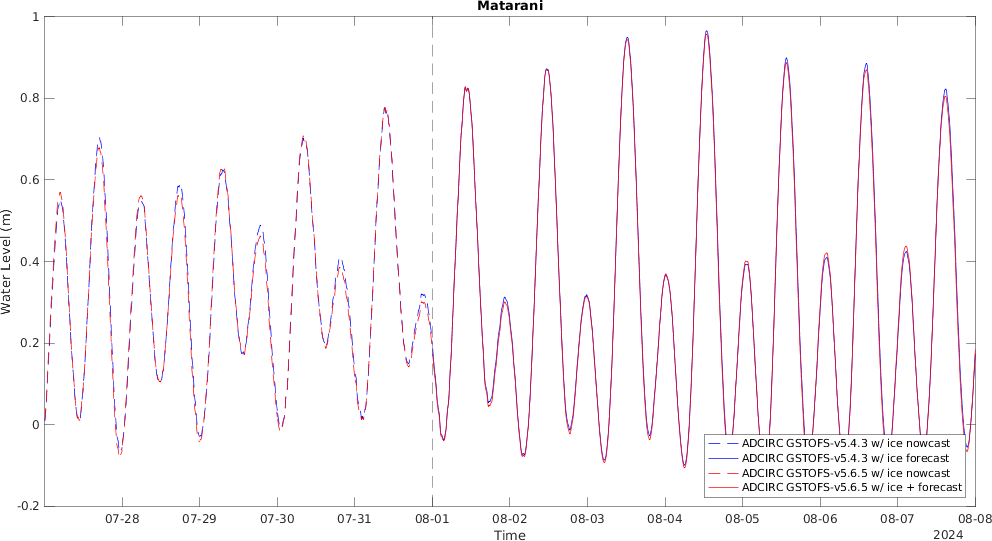 Matarani
1
0.8
0.6
0.4
0.2
0
-0.2
Water Level (m)
07-28 07-29 07-30 07-31 08-01 08-02 08-03 08-04 08-05 08-06 08-07 08-08
Time
2024
ADCIRC GSTOFS-v5.4.3 w/ ice nowcast
ADCIRC GSTOFS-v5.4.3 w/ ice forecast
ADCIRC GSTOFS-v5.6.5 w/ ice nowcast
ADCIRC GSTOFS-v5.6.5 w/ ice + forecast